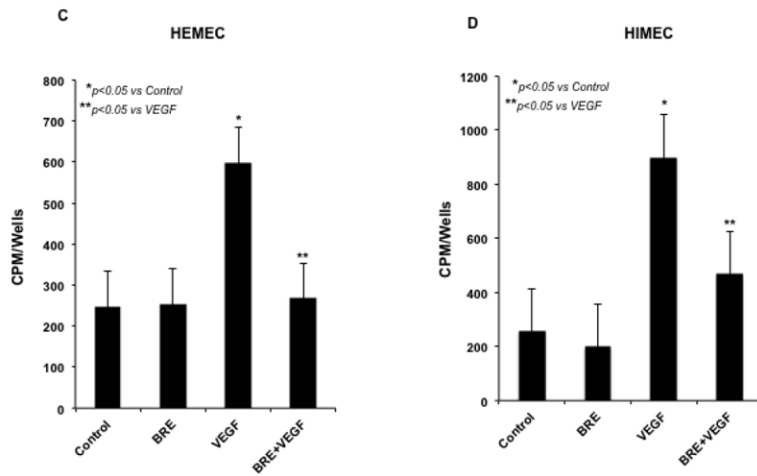 C
HEMEC
*p<0.05 vs Control
**p<0.05 vs VEGF
CPM/Wells
800
700
600
500
400
300
200
100
0
*
**
Control
BRE
VEGF
BRE+VEGF
D
HIMEC
*p<0.05 vs Control
**p<0.05 vs VEGF
CPM/Wells
1200
1000
800
600
400
200
0
*
**
Control
BRE
VEGF
BRE+VEGF